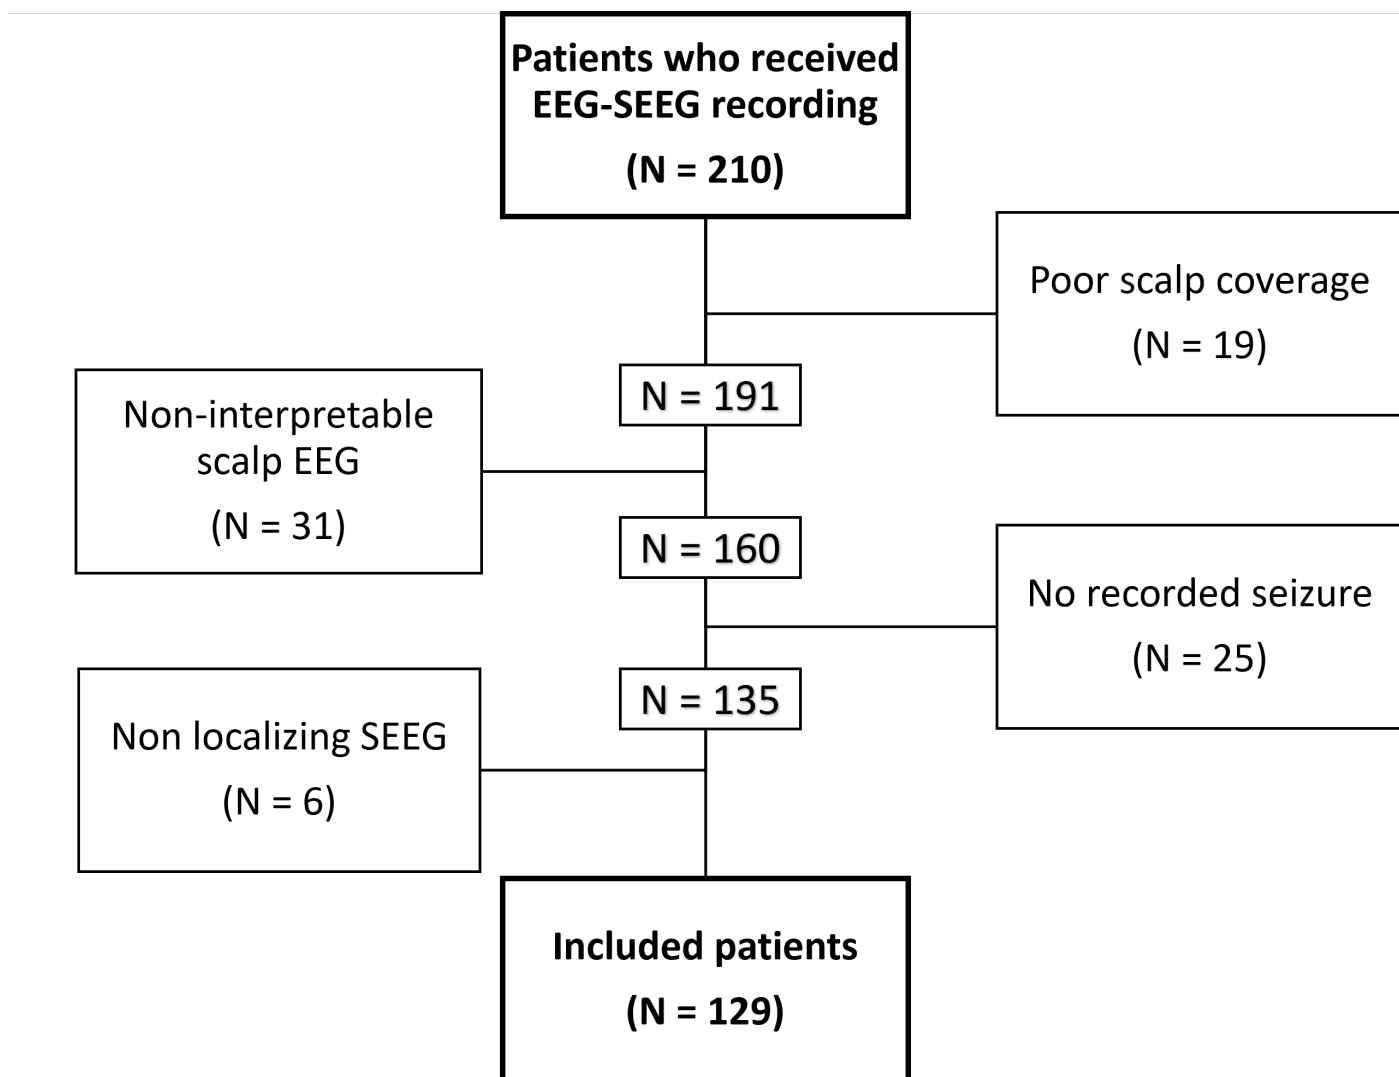 Patients who received
EEG-SEEG recording
(N = 210)
Poor scalp coverage
(N = 19)
N = 191
Non-interpretable
scalp EEG
(N = 31)
N = 160
No recorded seizure
(N = 25)
N = 135
Non localizing SEEG
(N = 6)
Included patients
(N = 129)